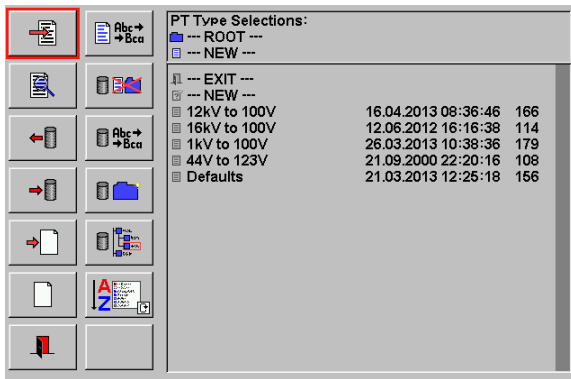 Abc→
→Bca
Abc→
→Bca
A
Z
PT Type Selections:
--- ROOT ---
--- NEW ---
--- EXIT ---
--- NEW ---
12kV to 100V 16.04.2013 08:36:46 166
16kV to 100V 12.06.2012 16:16:38 114
1kV to 100V 26.03.2013 10:38:36 179
44V to 123V 21.09.2000 22:20:16 108
Defaults 21.03.2013 12:25:18 156